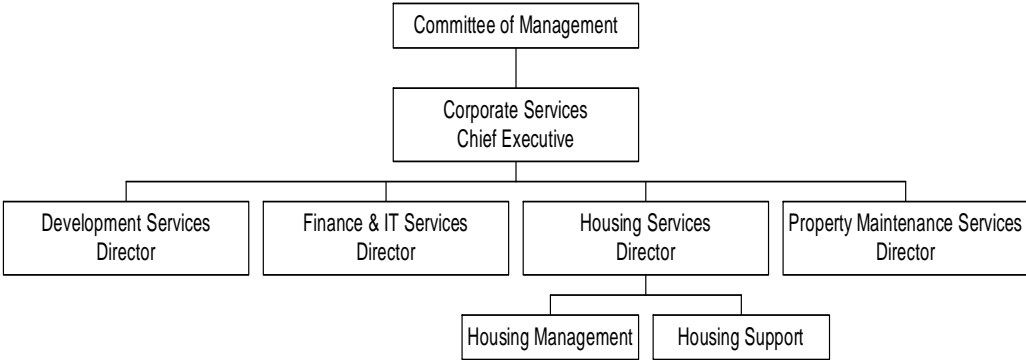 Committee of Management
Corporate Services
Chief Executive
Development Services
Director
Finance & IT Services
Director
Housing Services
Director
Property Maintenance Services
Director
Housing Management
Housing Support